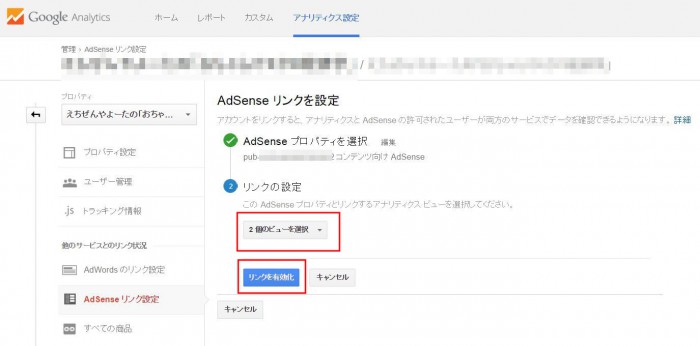 Google Analytics ホーム レポート カスタム アナリティクス設定
管理 › AdSense リンク設定
/
プロパティ
えちぜんやよーたの「おちゃ...
プロパティ設定
ユーザー管理
.js トラッキング情報
他のサービスとのリンク状況
AdWords のリンク設定
AdSense リンク設定
すべての商品
AdSense リンクを設定
アカウントをリンクすると、アナリティクスと AdSense の許可されたユーザーが両方のサービスでデータを確認できるようになります。 詳細
AdSense プロパティを選択 編集
pub- 2 コンテンツ向け AdSense
2 リンクの設定
この AdSense プロパティとリンクするアナリティクス ビューを選択してください。
2 個のビューを選択
リンクを有効化 キャンセル
キャンセル